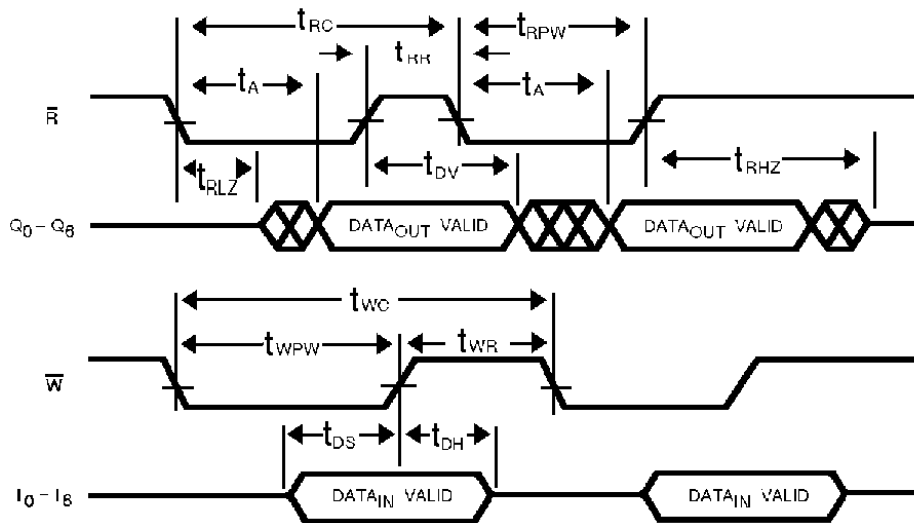 tRC
tRR
tRPW
tA
tA
R̅
tRLZ
tDV
tRHZ
Q0–Q8
DATAOUT VALID
DATAOUT VALID
tWC
tWPW
tWR
W̅
tDS
tDH
I0–I8
DATAIN VALID
DATAIN VALID